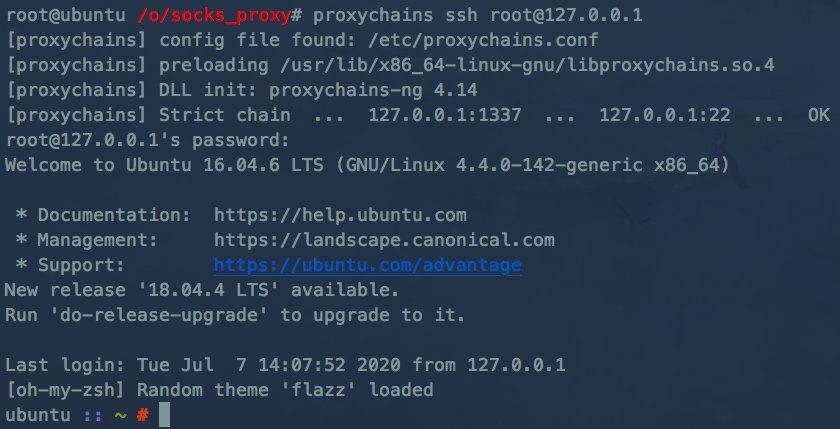 root@ubuntu /o/socks_proxy# proxychains ssh root@127.0.0.1
[proxychains] config file found: /etc/proxychains.conf
[proxychains] preloading /usr/lib/x86_64-linux-gnu/libproxychains.so.4
[proxychains] DLL init: proxychains-ng 4.14
[proxychains] Strict chain  ...  127.0.0.1:1337  ...  127.0.0.1:22  ...  OK
root@127.0.0.1's password:
Welcome to Ubuntu 16.04.6 LTS (GNU/Linux 4.4.0-142-generic x86_64)
 * Documentation:  https://help.ubuntu.com
 * Management:     https://landscape.canonical.com
 * Support:        https://ubuntu.com/advantage
New release '18.04.4 LTS' available.
Run 'do-release-upgrade' to upgrade to it.
Last login: Tue Jul  7 14:07:52 2020 from 127.0.0.1
[oh-my-zsh] Random theme 'flazz' loaded
ubuntu :: ~ #